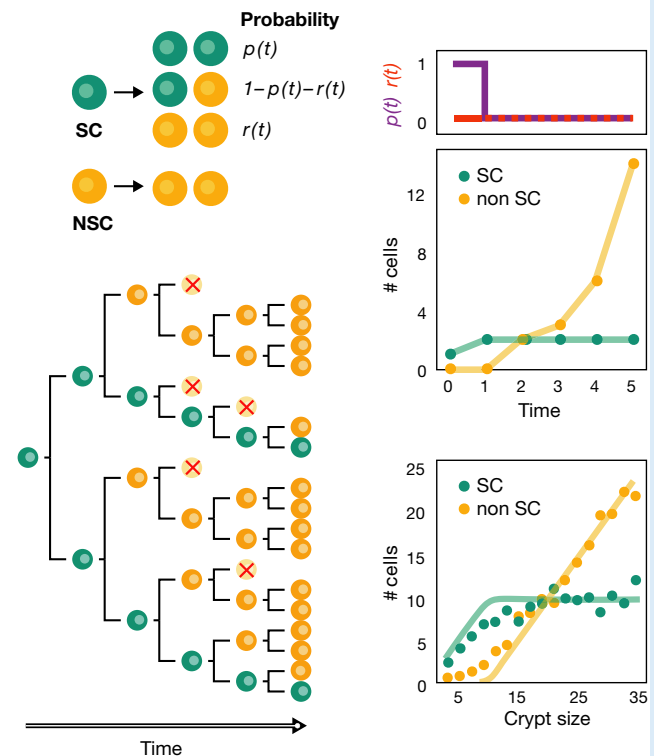 Probability
p(t)
1–p(t)–r(t)
SC
r(t)
NSC
Time
p(t) r(t)
1
0
# cells
SC
non SC
12
8
4
0
0 1 2 3 4 5
Time
# cells
SC
non SC
25
20
15
10
5
0
5 15 25 35
Crypt size